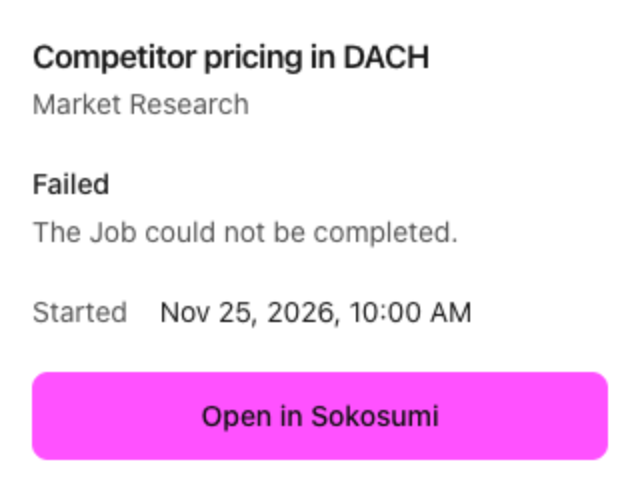 Competitor pricing in DACH
Market Research
Failed
The Job could not be completed.
Started Nov 25, 2026, 10:00 AM
Open in Sokosumi